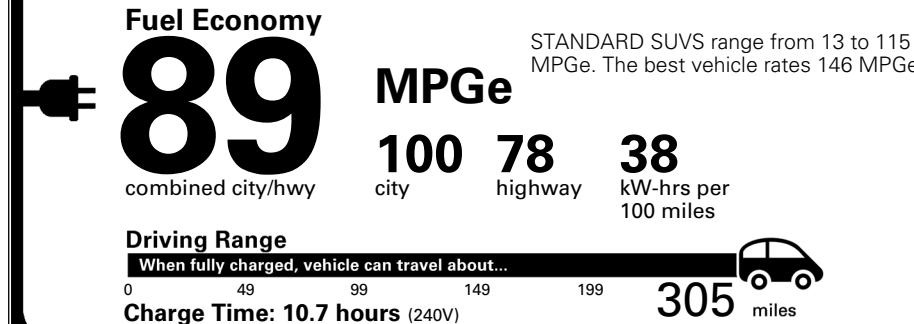 Fuel Economy
89
combined city/hwy
MPGe
STANDARD SUVS range from 13 to 115
MPGe. The best vehicle rates 146 MPGe
100 78 38
city highway kW-hrs per
100 miles
Driving Range
When fully charged, vehicle can travel about...
0 49 99 149 199 305 miles
Charge Time: 10.7 hours (240V)